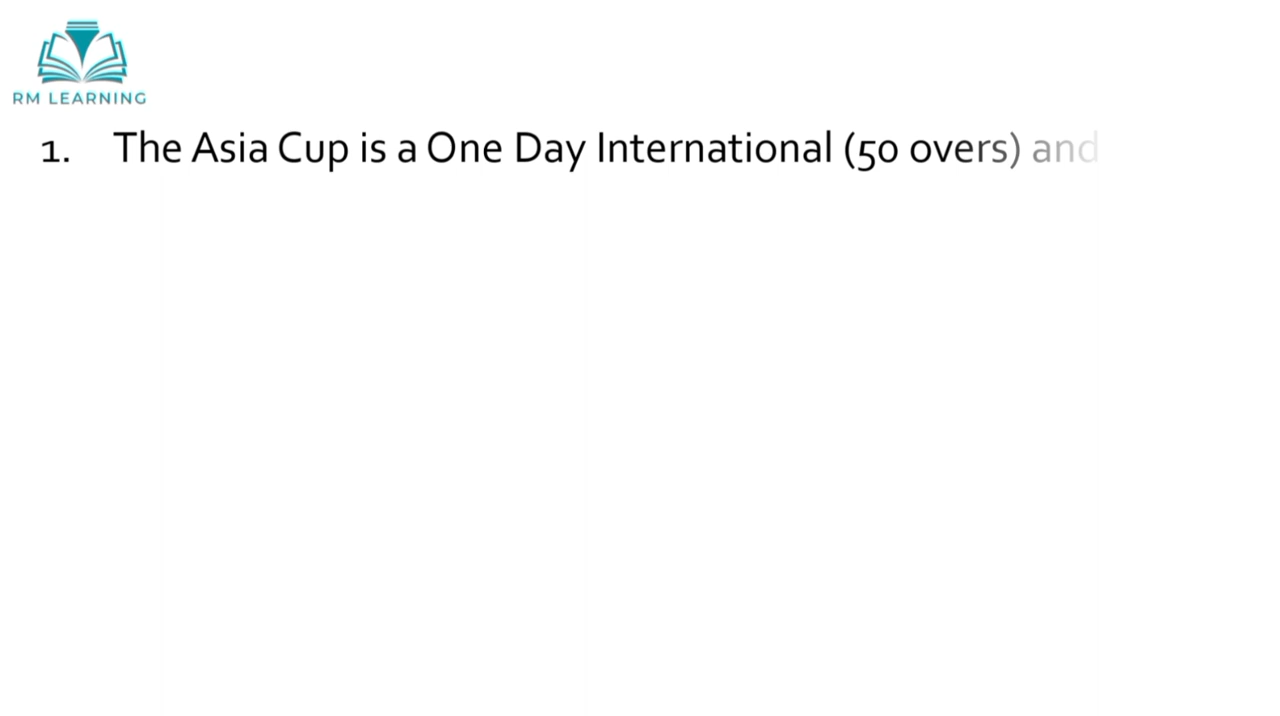 RM LEARNING
1. The Asia Cup is a One Day International (50 overs) and